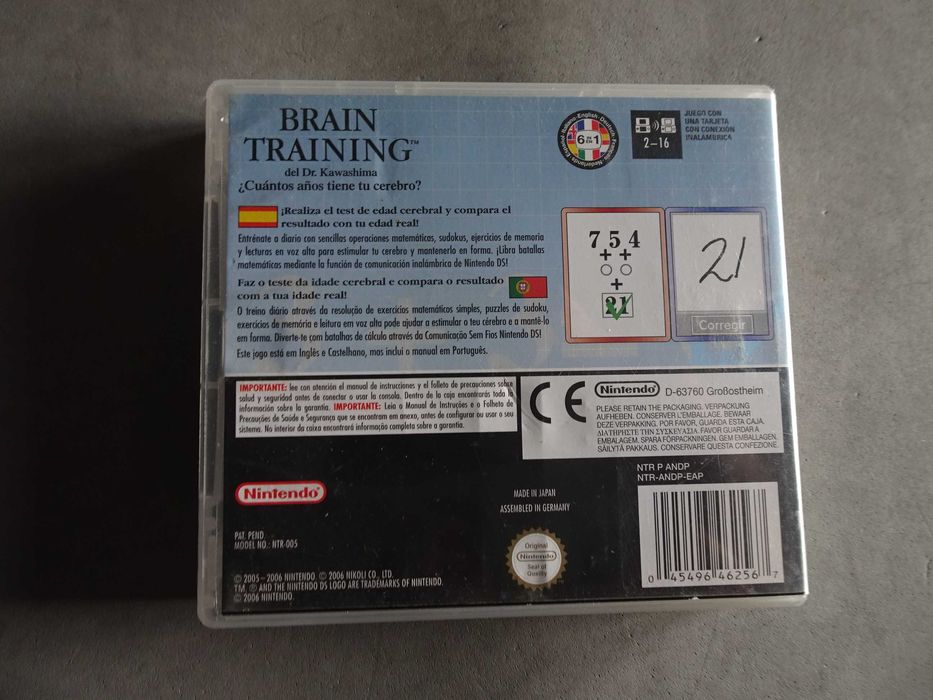 BRAIN
TRAINING™
del Dr. Kawashima
¿Cuántos años tiene tu cerebro?
¡Realiza el test de edad cerebral y compara el
resultado con tu edad real!
Entrénate a diario con sencillas operaciones matemáticas, sudokus, ejercicios de memoria
y lecturas en voz alta para estimular tu cerebro y mantenerlo en forma. ¡Libra batallas
matemáticas mediante la función de comunicación inalámbrica de Nintendo DS!
Faz o teste da idade cerebral e compara o resultado
com a tua idade real!
O treino diário através da resolução de exercícios matemáticos simples, puzzles de sudoku,
exercícios de memória e leitura em voz alta pode ajudar a estimular o teu cérebro e a mantê-lo
em forma. Diverte-te com batalhas de cálculo através da Comunicação Sem Fios Nintendo DS!
Este jogo está em Inglês e Castelhano, mas inclui o manual em Português.
English · Deutsch · Français · Nederlands · Español · Italiano
6 in 1
2-16
JUEGO CON
UNA TARJETA
CON CONEXIÓN
INALÁMBRICA
7 5 4
+ +
+
21
21
Corregir
IMPORTANTE: lee con atención el manual de instrucciones y el folleto de precauciones sobre
salud y seguridad antes de conectar o usar la consola. Dentro de la caja encontrarás toda la
información sobre la garantía. IMPORTANTE: Leia o Manual de Instruções e o Folheto de
Precauções de Saúde e Segurança que se encontram em anexo, antes de configurar ou usar o seu
sistema. No interior da caixa encontrará informação completa sobre a garantia.
CE
Nintendo D-63760 Großostheim
PLEASE RETAIN THE PACKAGING. VERPACKUNG
AUFHEBEN. CONSERVER L'EMBALLAGE. BEWAAR
DEZE VERPAKKING. POR FAVOR, GUARDA ESTA CAJA.
ΔΙΑΤΗΡΗΣΤΕ ΤΗΝ ΣΥΣΚΕΥΑΣΙΑ. FAVOR GUARDAR A
EMBALAGEM. SPARA FÖRPACKNINGEN. GEM EMBALLAGEN.
SÄILYTÄ PAKKAUS. CONSERVARE QUESTA CONFEZIONE.
NTR P ANDP
NTR-ANDP-EAP
Nintendo
MADE IN JAPAN
ASSEMBLED IN GERMANY
PAT. PEND.
MODEL NO.: NTR-005
Original
Nintendo
Seal of
Quality
© 2005-2006 NINTENDO. © 2006 NIKOLI CO., LTD.
TM, ® AND THE NINTENDO DS LOGO ARE TRADEMARKS OF NINTENDO.
© 2006 NINTENDO.
0 45496 46256 7